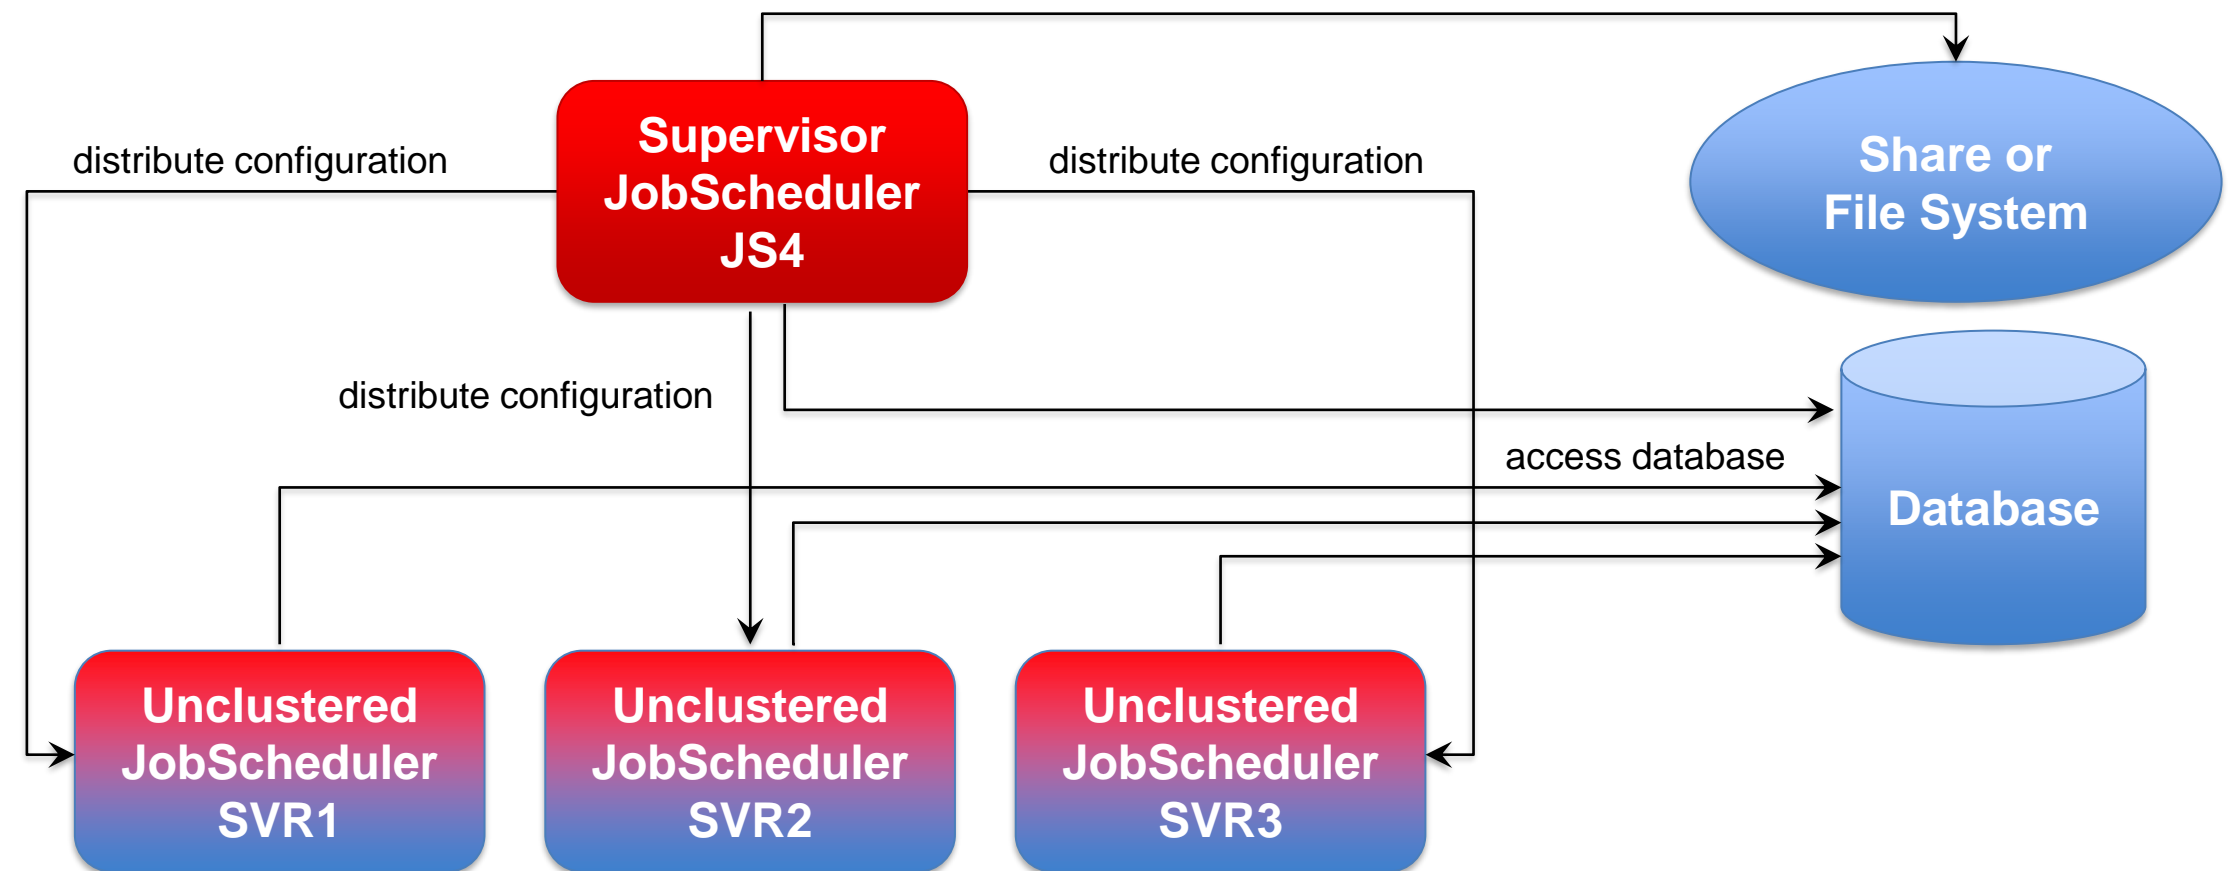 Supervisor
JobScheduler
JS4
distribute configuration
distribute configuration
Share or
File System
distribute configuration
access database
Database
Unclustered
JobScheduler
SVR1
Unclustered
JobScheduler
SVR2
Unclustered
JobScheduler
SVR3